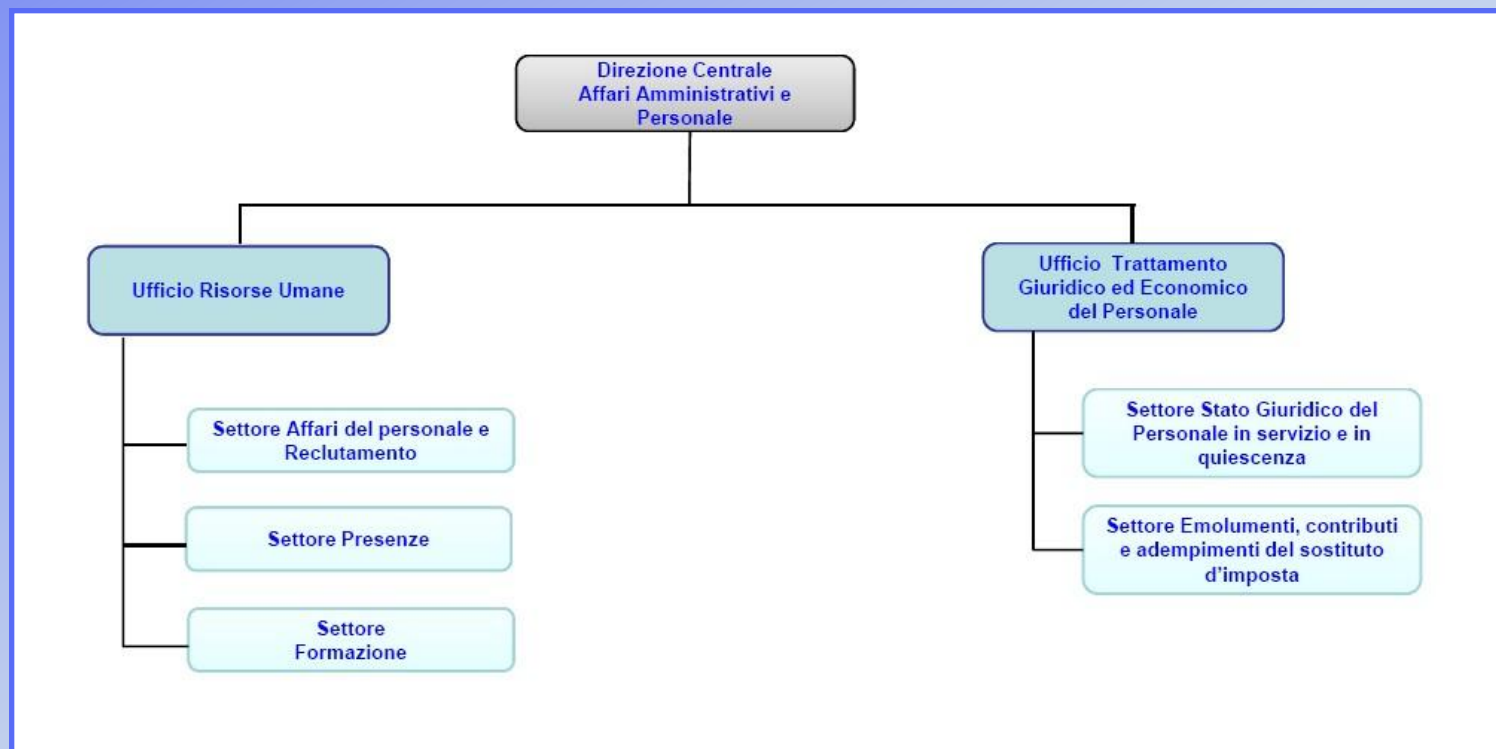 Direzione Centrale
Affari Amministrativi e
Personale
Ufficio Risorse Umane
Settore Affari del personale e
Reclutamento
Settore Presenze
Settore
Formazione
Ufficio Trattamento
Giuridico ed Economico
del Personale
Settore Stato Giuridico del
Personale in servizio e in
quiescenza
Settore Emolumenti, contributi
e adempimenti del sostituto
d'imposta